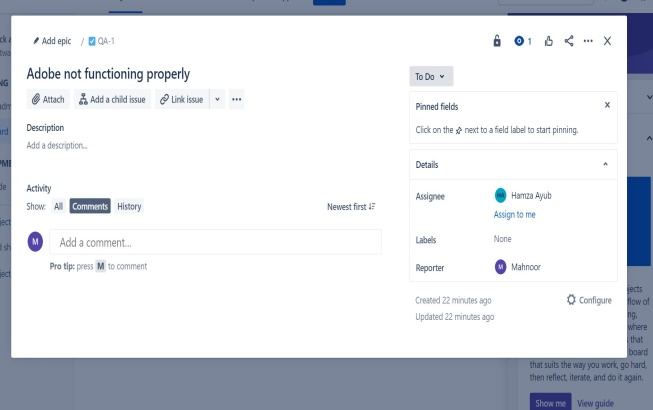 Add epic / QA-1
1
Adobe not functioning properly
To Do
Attach Add a child issue Link issue
Pinned fields
Click on the next to a field label to start pinning.
Description
Add a description...
Details
Activity
Show: All Comments History Newest first
Assignee HA Hamza Ayub
Assign to me
M Add a comment...
Labels None
Pro tip: press M to comment
Reporter M Mahnoor
Created 22 minutes ago Configure
Updated 22 minutes ago
flow of
where
that
board
that suits the way you work, go hard,
then reflect, iterate, and do it again.
Show me View guide